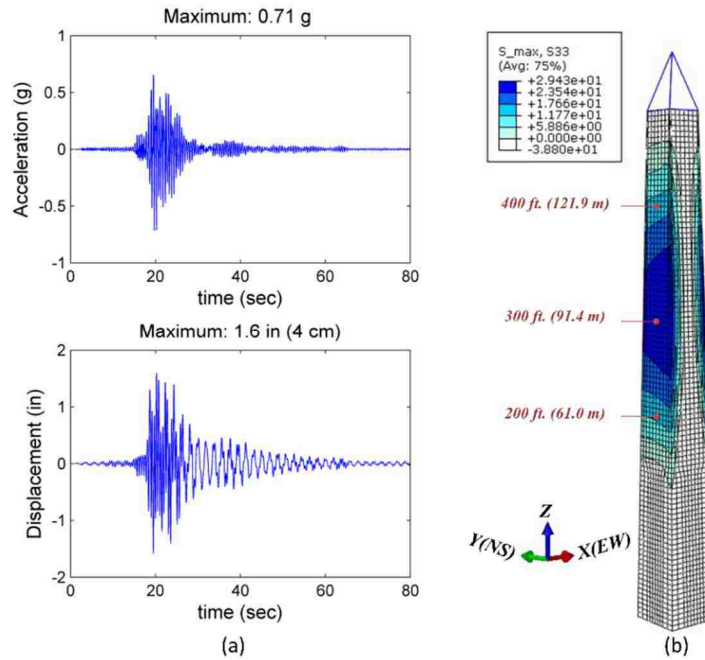 Maximum: 0.71 g
1
0.5
0
-0.5
-1
Acceleration (g)
0 20 40 60 80
time (sec)
Maximum: 1.6 in (4 cm)
2
1
0
-1
-2
Displacement (in)
0 20 40 60 80
time (sec)
(a)
S_max, S33
(Avg: 75%)
+2.943e+01
+2.354e+01
+1.766e+01
+1.177e+01
+5.886e+00
+0.000e+00
-3.880e+01
400 ft. (121.9 m)
300 ft. (91.4 m)
200 ft. (61.0 m)
Z
Y(NS)
X(EW)
(b)